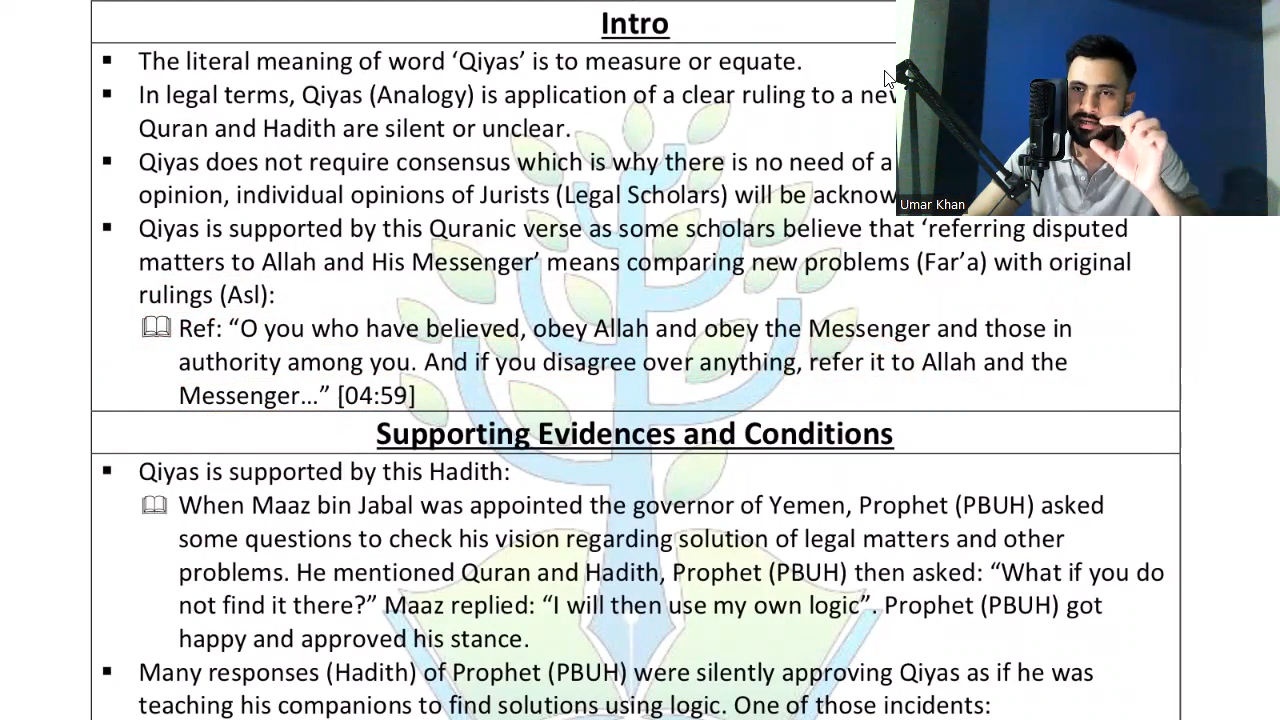 Intro
▪ The literal meaning of word ‘Qiyas’ is to measure or equate.
▪ In legal terms, Qiyas (Analogy) is application of a clear ruling to a
Quran and Hadith are silent or unclear.
▪ Qiyas does not require consensus which is why there is no need of a
opinion, individual opinions of Jurists (Legal Scholars) will be
▪ Qiyas is supported by this Quranic verse as some scholars believe that ‘referring disputed
matters to Allah and His Messenger’ means comparing new problems (Far’a) with original
rulings (Asl):
Ref: “O you who have believed, obey Allah and obey the Messenger and those in
authority among you. And if you disagree over anything, refer it to Allah and the
Messenger…” [04:59]
Supporting Evidences and Conditions
▪ Qiyas is supported by this Hadith:
When Maaz bin Jabal was appointed the governor of Yemen, Prophet (PBUH) asked
some questions to check his vision regarding solution of legal matters and other
problems. He mentioned Quran and Hadith, Prophet (PBUH) then asked: “What if you do
not find it there?” Maaz replied: “I will then use my own logic”. Prophet (PBUH) got
happy and approved his stance.
▪ Many responses (Hadith) of Prophet (PBUH) were silently approving Qiyas as if he was
teaching his companions to find solutions using logic. One of those incidents:
Umar Khan